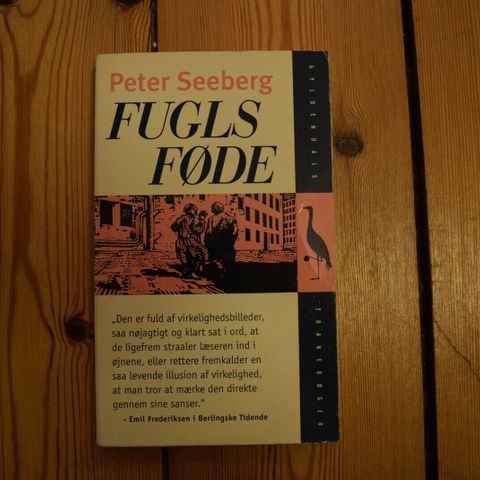 Peter Seeberg
FUGLS
FØDE
GYLDENDALS
TRANEBØGER
„Den er fuld af virkelighedsbilleder,
saa nøjagtigt og klart sat i ord, at
de ligefrem straaler læseren ind i
øjnene, eller rettere fremkalder en
saa levende illusion af virkelighed,
at man tror at mærke den direkte
gennem sine sanser.“
- Emil Frederiksen i Berlingske Tidende